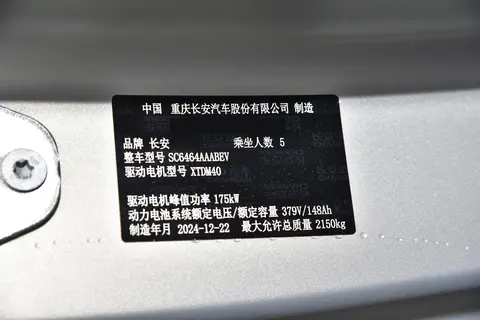 中国 重庆长安汽车股份有限公司 制造
品牌 长安 乘坐人数 5
整车型号 SC6464AAABEV
驱动电机型号 XTDM40
驱动电机峰值功率 175kW
动力电池系统额定电压/额定容量 379V/148Ah
制造年月 2024-12-22 最大允许总质量 2150kg